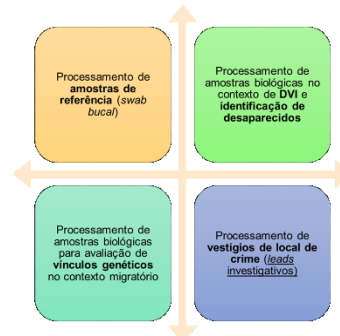 Processamento de
amostras de
referência (swab
bucal)
Processamento de
amostras biológicas no
contexto de DVI e
identificação de
desaparecidos
Processamento de
amostras biológicas
para avaliação de
vínculos genéticos
no contexto migratório
Processamento de
vestígios de local de
crime (leads
investigativos)